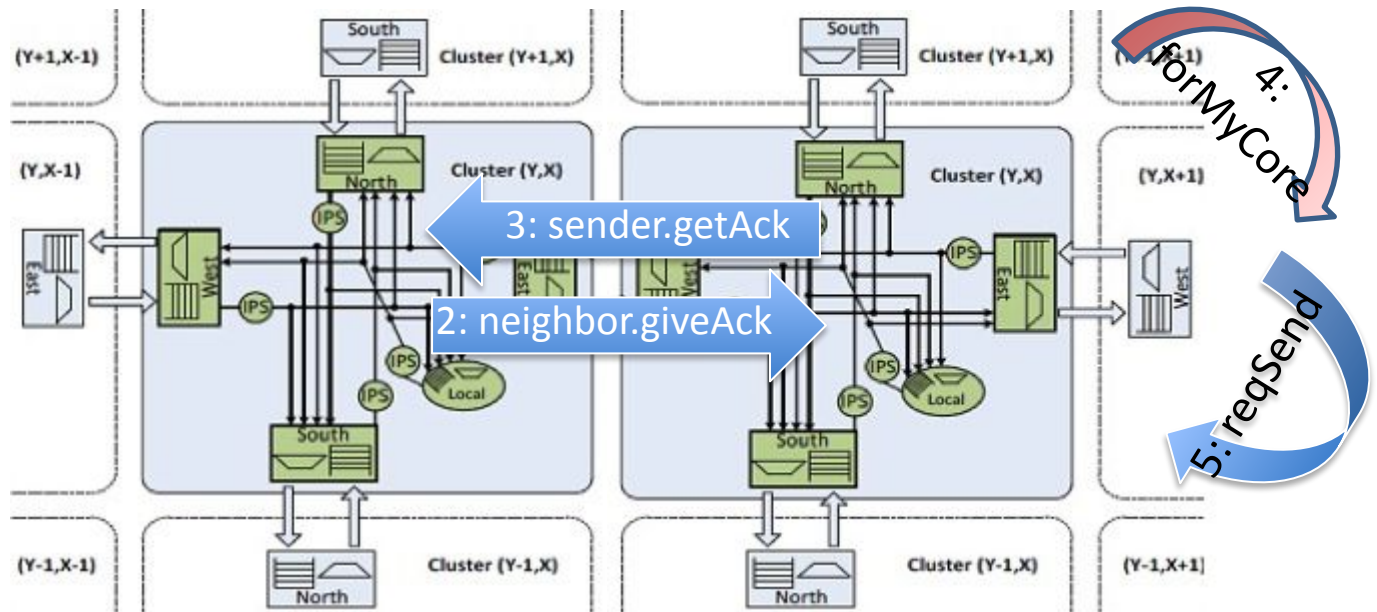 South
South
(Y+1,X-1)
Cluster (Y+1,X)
Cluster (Y+1,X)
4: forMyCore
(Y,X-1)
Cluster (Y,X)
Cluster (Y,X)
(Y,X+1)
North
North
IPS
3: sender.getAck
East
West
IPS
IPS
East
West
2: neighbor.giveAck
IPS
IPS
Local
Local
IPS
IPS
5: reqSend
South
South
(Y-1,X-1)
Cluster (Y-1,X)
Cluster (Y-1,X)
(Y-1,X+1)
North
North